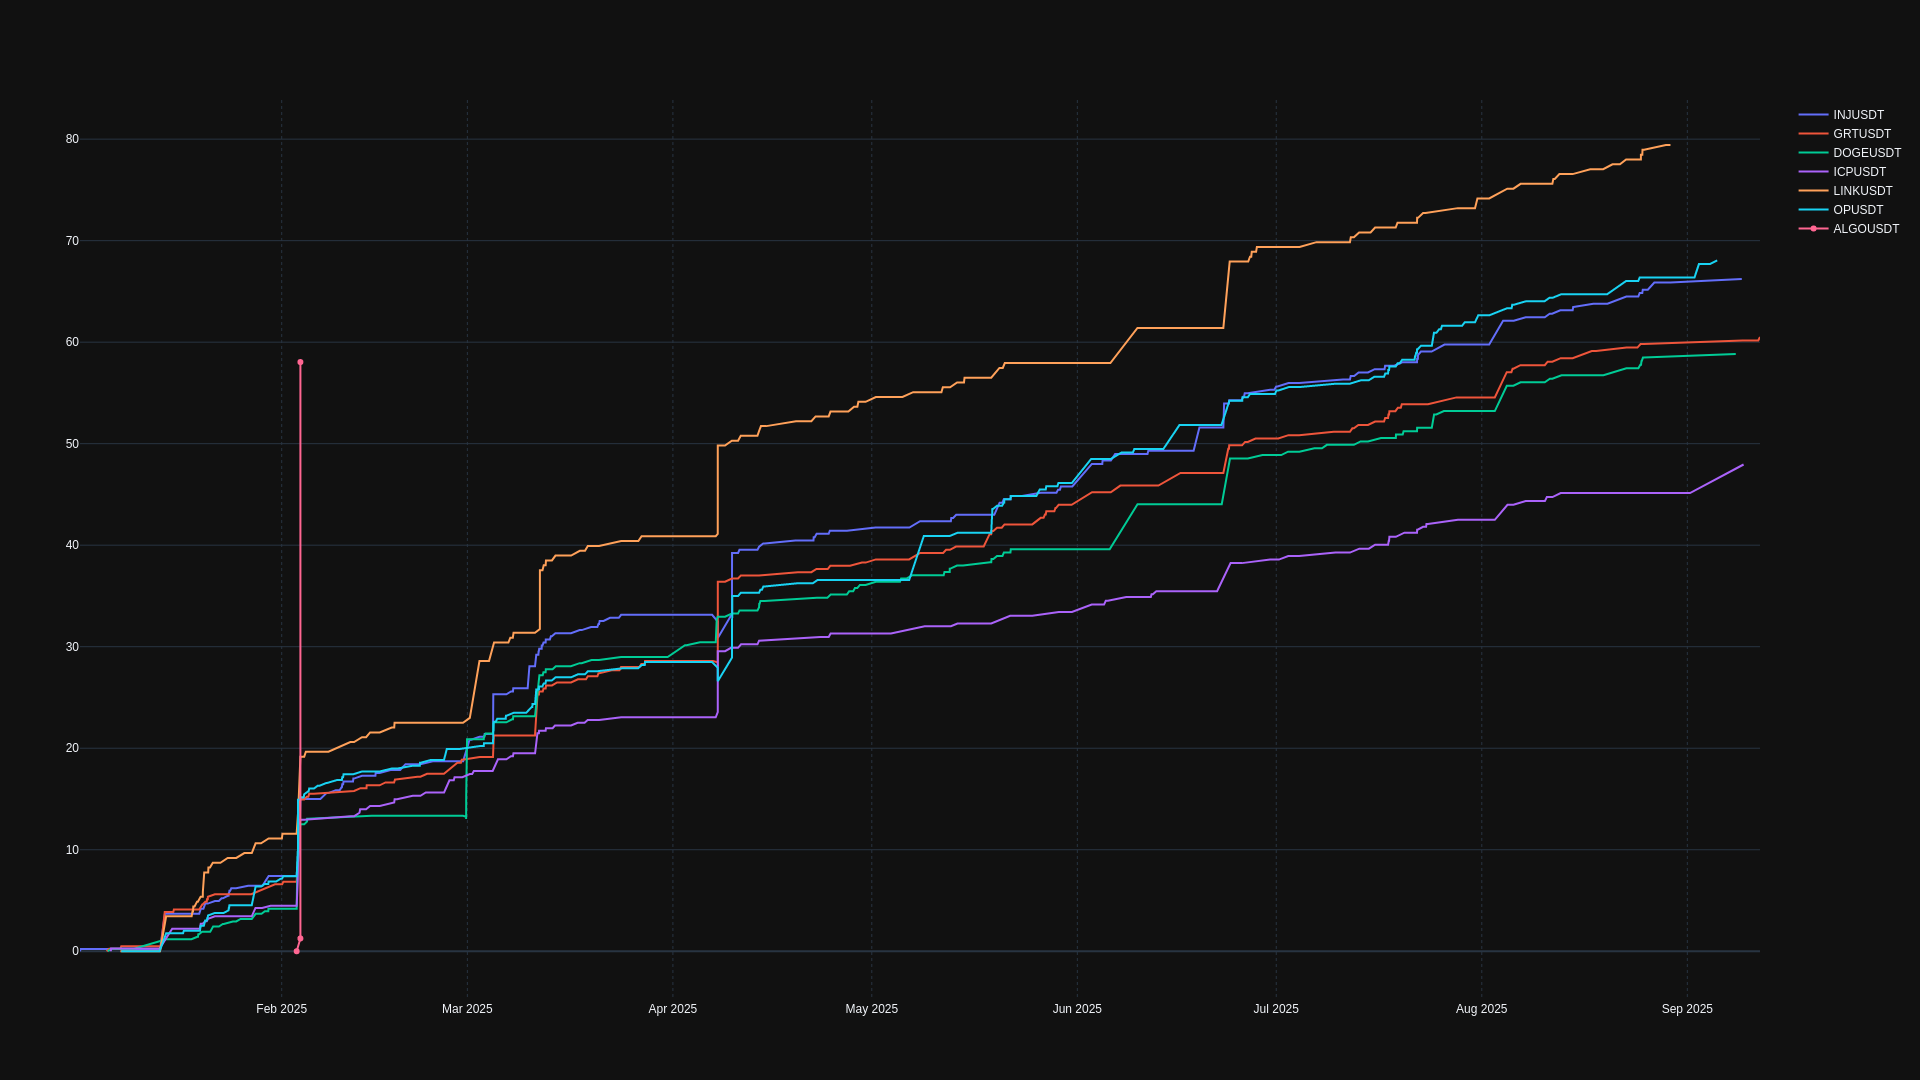 80
70
60
50
40
30
20
10
0
Feb 2025
Mar 2025
Apr 2025
May 2025
Jun 2025
Jul 2025
Aug 2025
Sep 2025
INJUSDT
GRTUSDT
DOGEUSDT
ICPUSDT
LINKUSDT
OPUSDT
ALGOUSDT